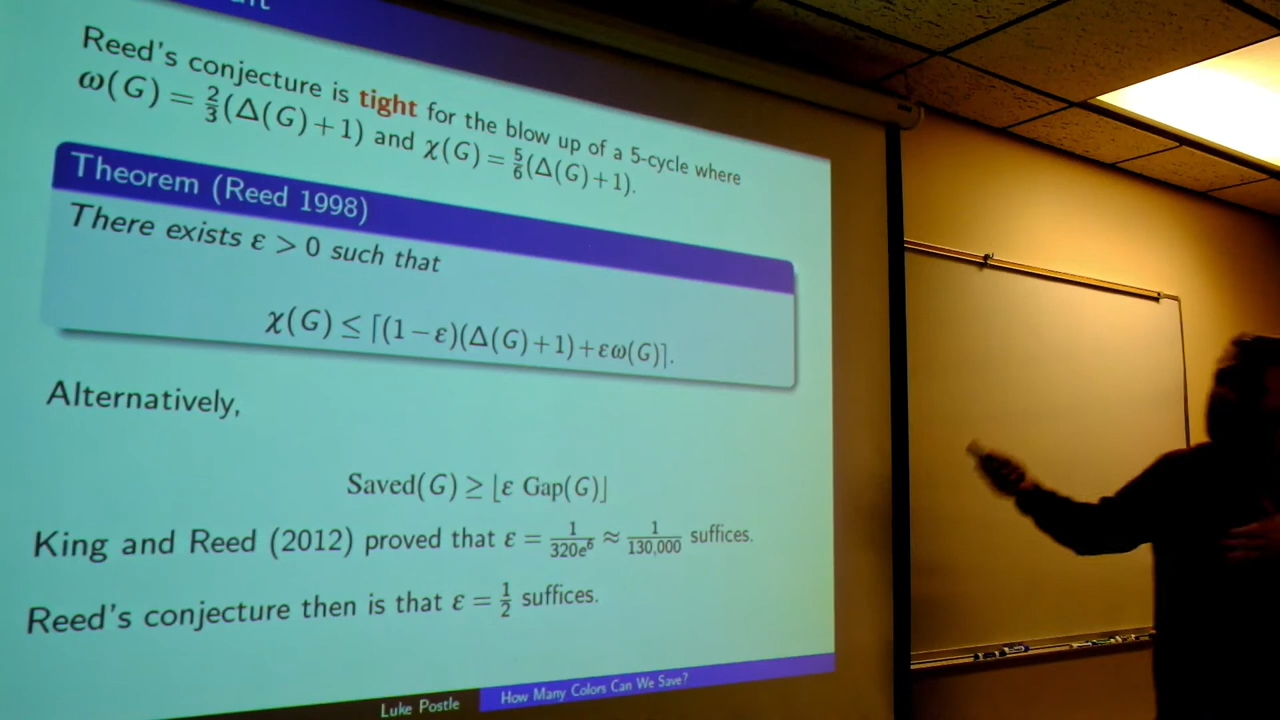 Reed's conjecture is tight for the blow up of a 5-cycle where
ω(G) = 2/3(Δ(G)+1) and χ(G) = 5/6(Δ(G)+1).
Theorem (Reed 1998)
There exists ε > 0 such that
χ(G) ≤ ⌈(1−ε)(Δ(G)+1)+εω(G)⌉.
Alternatively,
Saved(G) ≥ ⌊ε Gap(G)⌋
King and Reed (2012) proved that ε = 1/320e⁶ ≈ 1/130,000 suffices.
Reed's conjecture then is that ε = 1/2 suffices.
Luke Postle
How Many Colors Can We Save?